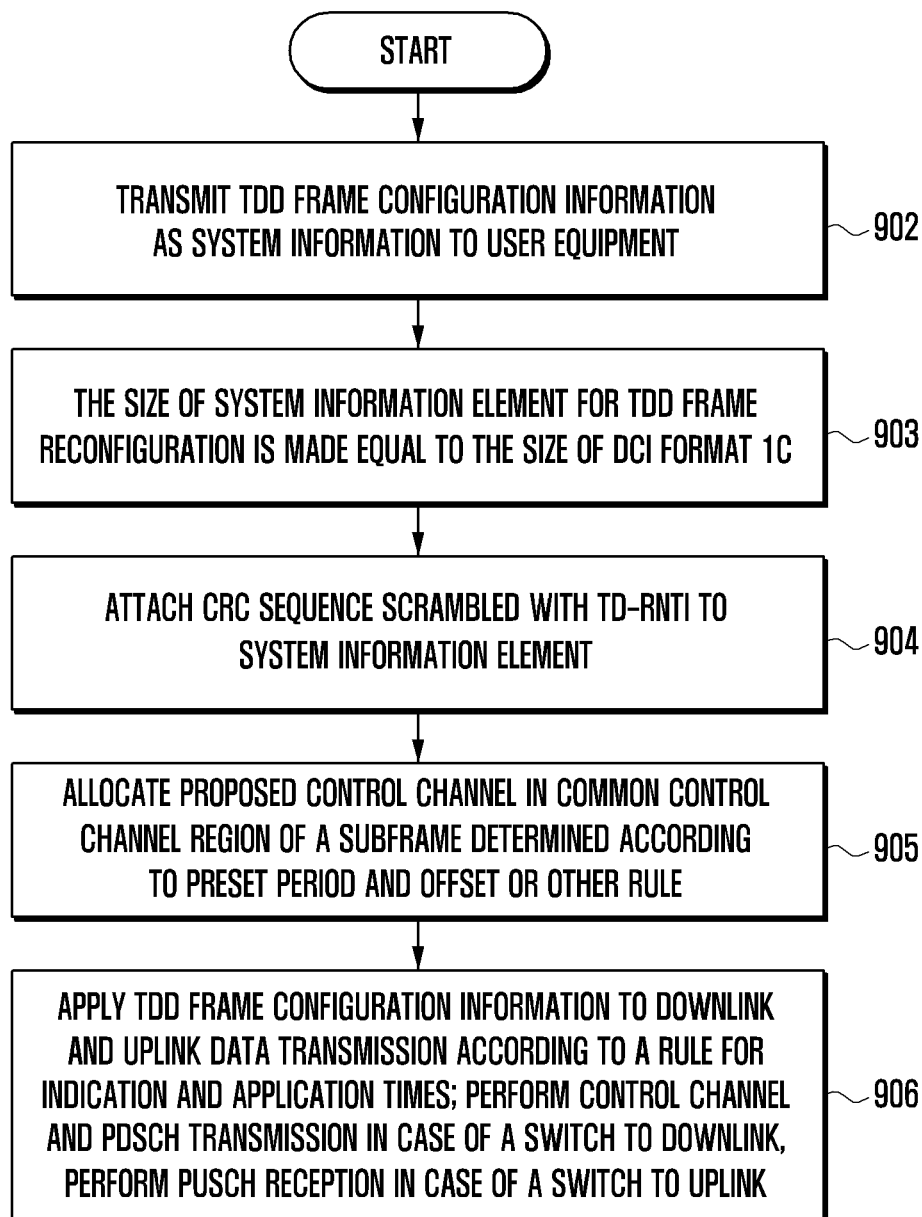 START
TRANSMIT TDD FRAME CONFIGURATION INFORMATION
AS SYSTEM INFORMATION TO USER EQUIPMENT
902
THE SIZE OF SYSTEM INFORMATION ELEMENT FOR TDD FRAME
RECONFIGURATION IS MADE EQUAL TO THE SIZE OF DCI FORMAT 1C
903
ATTACH CRC SEQUENCE SCRAMBLED WITH TD-RNTI TO
SYSTEM INFORMATION ELEMENT
904
ALLOCATE PROPOSED CONTROL CHANNEL IN COMMON CONTROL
CHANNEL REGION OF A SUBFRAME DETERMINED ACCORDING
TO PRESET PERIOD AND OFFSET OR OTHER RULE
905
APPLY TDD FRAME CONFIGURATION INFORMATION TO DOWNLINK
AND UPLINK DATA TRANSMISSION ACCORDING TO A RULE FOR
INDICATION AND APPLICATION TIMES; PERFORM CONTROL CHANNEL
AND PDSCH TRANSMISSION IN CASE OF A SWITCH TO DOWNLINK,
PERFORM PUSCH RECEPTION IN CASE OF A SWITCH TO UPLINK
906